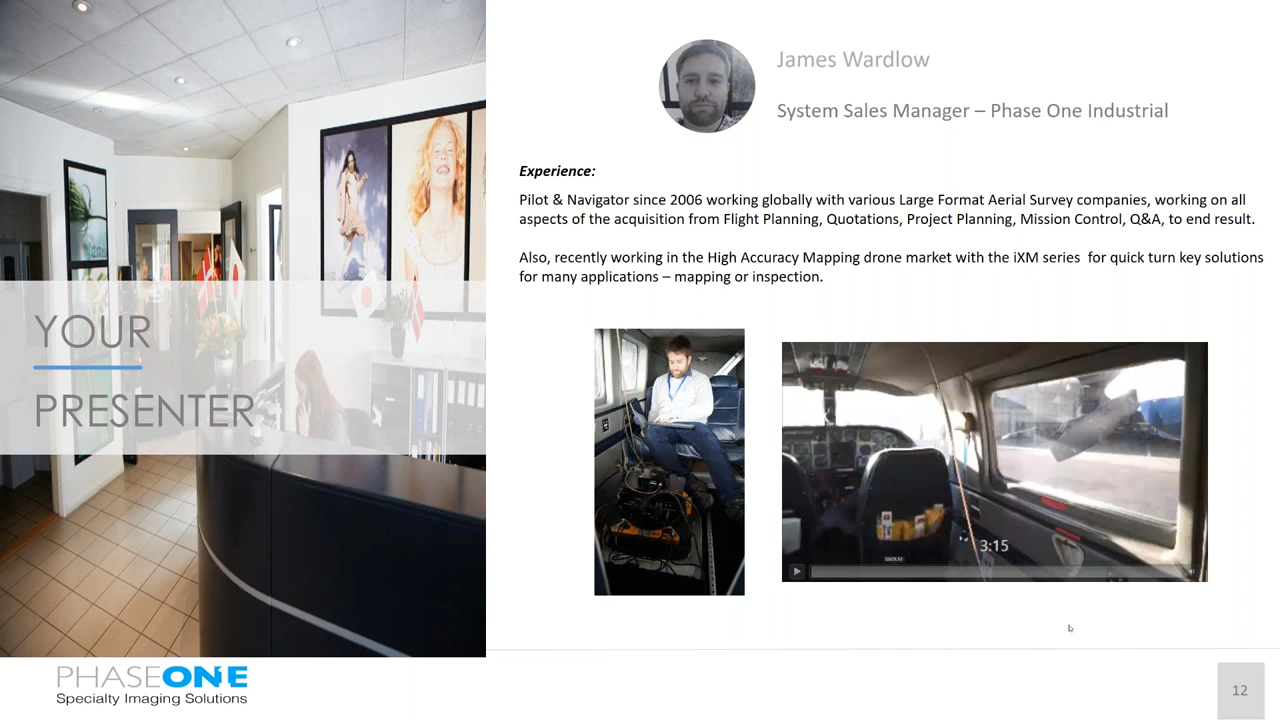 James Wardlow
System Sales Manager – Phase One Industrial
Experience:
Pilot & Navigator since 2006 working globally with various Large Format Aerial Survey companies, working on all
aspects of the acquisition from Flight Planning, Quotations, Project Planning, Mission Control, Q&A, to end result.
Also, recently working in the High Accuracy Mapping drone market with the iXM series  for quick turn key solutions
for many applications – mapping or inspection.
YOUR
PRESENTER
3:15
PHASEONE
Specialty Imaging Solutions
12